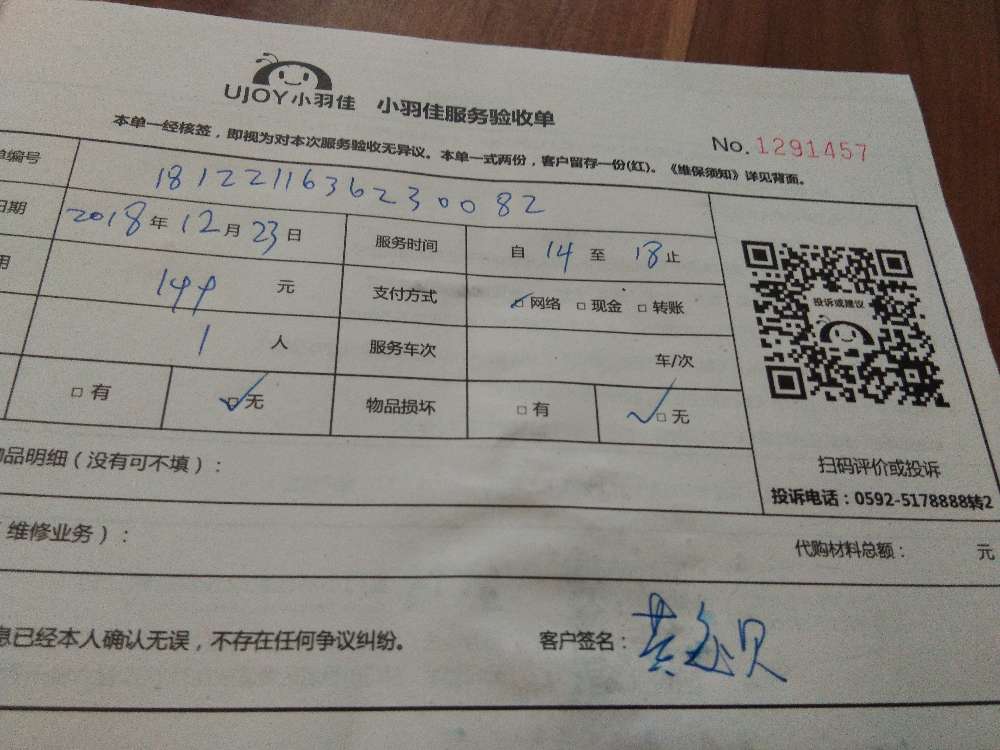 UJOY小羽佳 小羽佳服务验收单
本单一经核签，即视为对本次服务验收无异议。本单一式两份，客户留存一份(红)。《维保须知》详见背面。
No.1291457
单编号 18122116362300 82
日期 2018年12月23日 服务时间 自 14 至 18 止
用 199 元 支付方式 ☑网络 □现金 □转账
1 人 服务车次 车/次
□有 ☑无 物品损坏 □有 ☑无
投诉或建议
扫码评价或投诉
投诉电话：0592-5178888转2
品明细（没有可不填）：
维修业务）： 代购材料总额： 元
息已经本人确认无误，不存在任何争议纠纷。 客户签名：黄